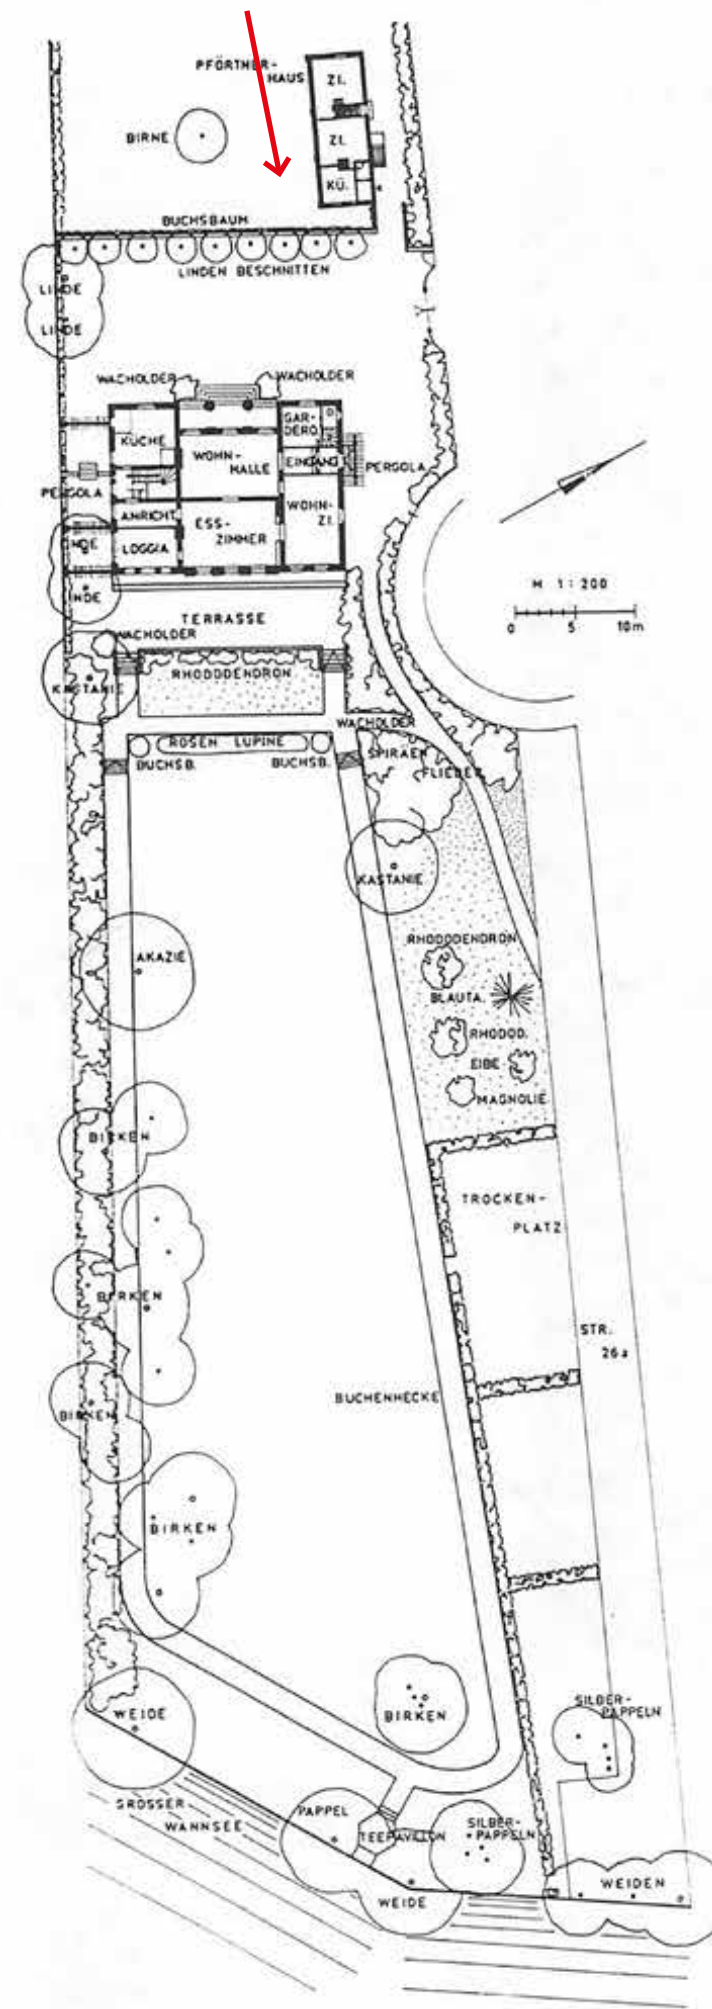 PFÖRTNER-
HAUS
ZI.
BIRNE
ZI.
KÜ.
BUCHSBAUM
LINDEN BESCHNITTEN
LINDE
LINDE
WACHOLDER
WACHOLDER
GAR-
DERO.
KÜCHE
WOHN-
HALLE
EINGANG
PERGOLA
PERGOLA
ANRICHT.
ESS-
ZIMMER
WOHN-
ZI.
LOGGIA
NDE
NDE
M 1:200
0 5 10m
TERRASSE
WACHOLDER
KASTANIE
RHODODENDRON
WACHOLDER
ROSEN LUPINE
SPIRAEN
FLIEDER
BUCHSB.
BUCHSB.
KASTANIE
RHODODENDRON
AKAZIE
BLAUTA.
RHODOD.
EIBE
MAGNOLIE
BIRKEN
TROCKEN-
PLATZ
BIRKEN
STR.
26a
BUCHENHECKE
BIRKEN
BIRKEN
SILBER-
PAPPELN
WEIDE
BIRKEN
GROSSER
WANNSEE
PAPPEL
TEEPAVILLON
SILBER-
PAPPELN
WEIDE
WEIDEN